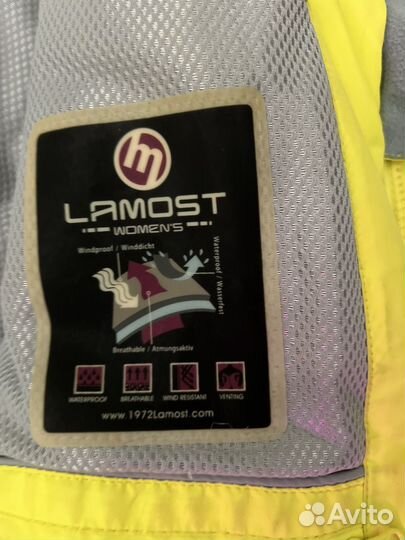 m
LAMOST
WOMEN'S
Windproof / Winddicht
Waterproof / Wasserfest
Breathable / Atmungsaktiv
WATERPROOF
BREATHABLE
WIND RESISTANT
VENTING
www.1972Lamost.com
Avito